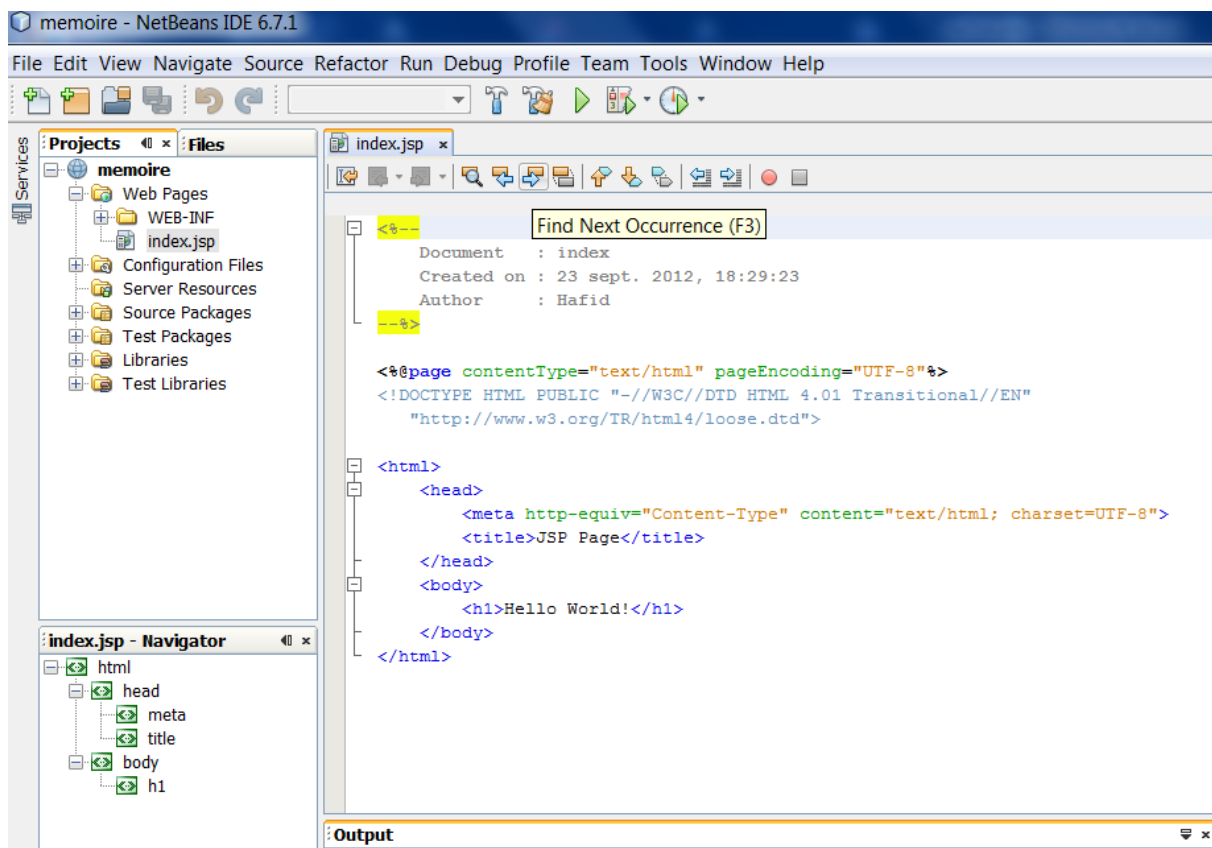 memoire - NetBeans IDE 6.7.1
File Edit View Navigate Source Refactor Run Debug Profile Team Tools Window Help
Services
Projects
Files
memoire
Web Pages
WEB-INF
index.jsp
Configuration Files
Server Resources
Source Packages
Test Packages
Libraries
Test Libraries
index.jsp - Navigator
html
head
meta
title
body
h1
index.jsp
Find Next Occurrence (F3)
<%--
Document : index
Created on : 23 sept. 2012, 18:29:23
Author : Hafid
--%>
<%@page contentType="text/html" pageEncoding="UTF-8"%>
<!DOCTYPE HTML PUBLIC "-//W3C//DTD HTML 4.01 Transitional//EN"
"http://www.w3.org/TR/html4/loose.dtd">
<html>
<head>
<meta http-equiv="Content-Type" content="text/html; charset=UTF-8">
<title>JSP Page</title>
</head>
<body>
<h1>Hello World!</h1>
</body>
</html>
Output